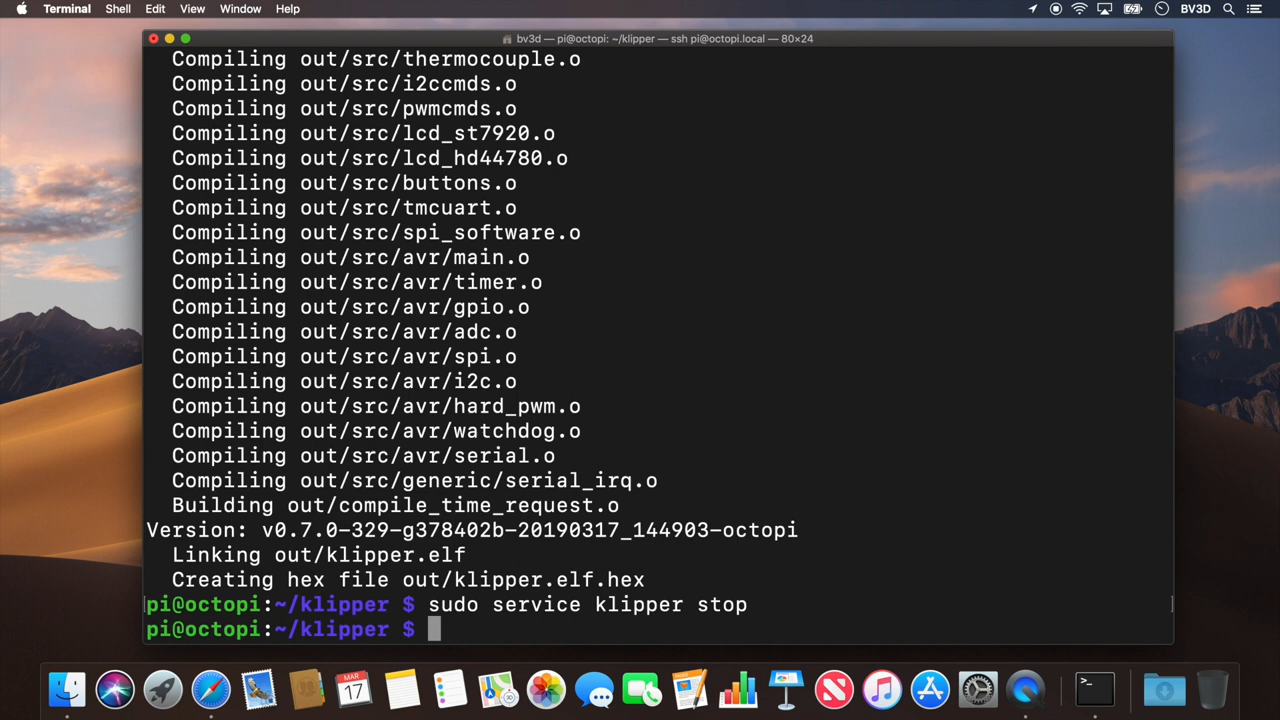 Terminal Shell Edit View Window Help BV3D
bv3d — pi@octopi: ~/klipper — ssh pi@octopi.local — 80×24
Compiling out/src/thermocouple.o
Compiling out/src/i2ccmds.o
Compiling out/src/pwmcmds.o
Compiling out/src/lcd_st7920.o
Compiling out/src/lcd_hd44780.o
Compiling out/src/buttons.o
Compiling out/src/tmcuart.o
Compiling out/src/spi_software.o
Compiling out/src/avr/main.o
Compiling out/src/avr/timer.o
Compiling out/src/avr/gpio.o
Compiling out/src/avr/adc.o
Compiling out/src/avr/spi.o
Compiling out/src/avr/i2c.o
Compiling out/src/avr/hard_pwm.o
Compiling out/src/avr/watchdog.o
Compiling out/src/avr/serial.o
Compiling out/src/generic/serial_irq.o
Building out/compile_time_request.o
Version: v0.7.0-329-g378402b-20190317_144903-octopi
Linking out/klipper.elf
Creating hex file out/klipper.elf.hex
pi@octopi:~/klipper $ sudo service klipper stop
pi@octopi:~/klipper $
MAR
17
>_